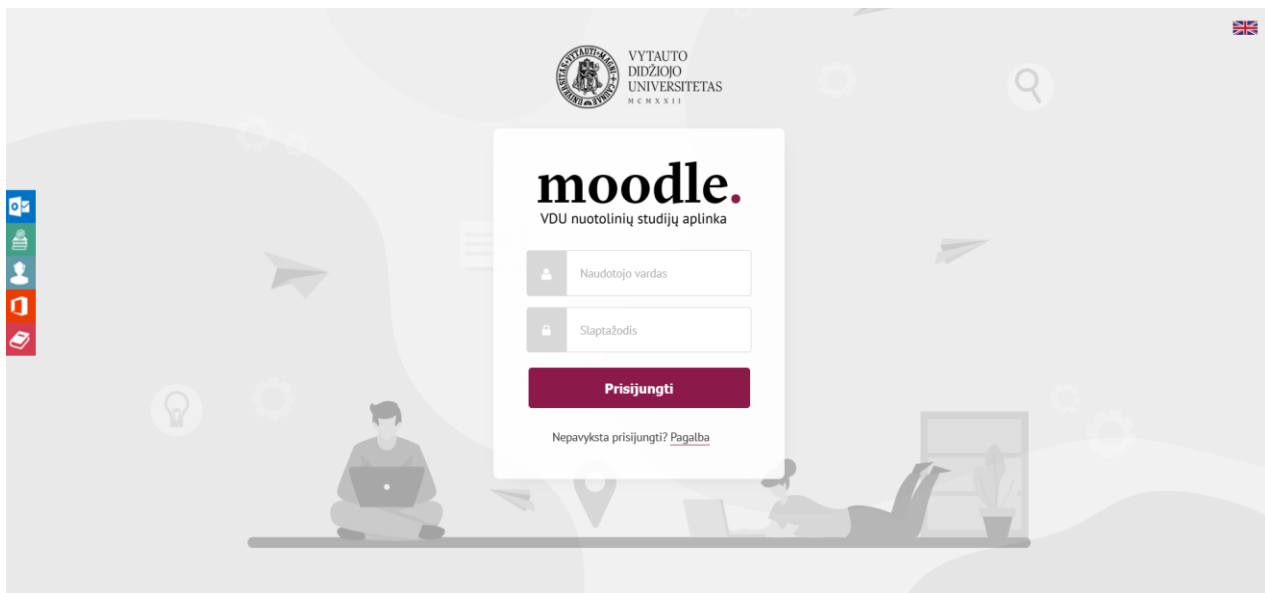 VYTAUTO
DIDŽIOJO
UNIVERSITETAS
MCMXXII
moodle.
VDU nuotolinių studijų aplinka
Naudotojo vardas
Slaptažodis
Prisijungti
Nepavyksta prisijungti? Pagalba